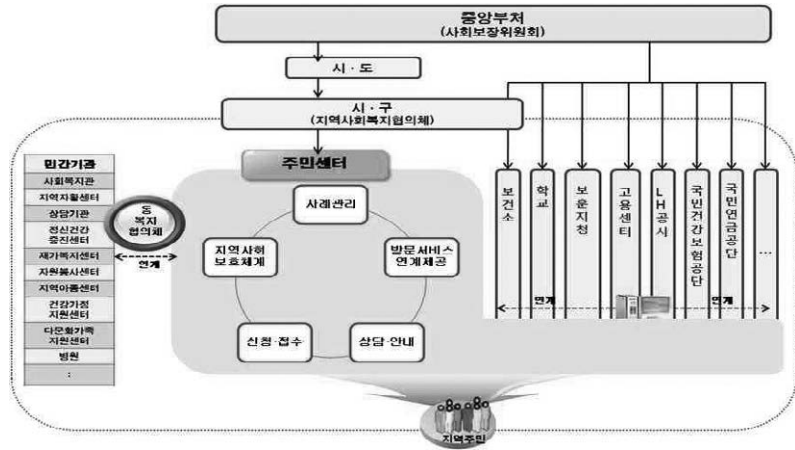 중앙부처
(사회보장위원회)
시·도
시·구
(지역사회복지협의체)
주민센터
민간기관
사회복지관
지역자활센터
상담기관
정신건강
증진센터
재가복지센터
자원봉사센터
지역아동센터
건강가정
지원센터
다문화가족
지원센터
병원
:
동
복지
협의체
연계
사례관리
지역사회
보호체계
방문서비스
연계제공
신청·접수
상담·안내
보건소
학교
보훈지청
고용센터
LH공사
국민건강보험공단
국민연금공단
...
연계
연계
지역주민